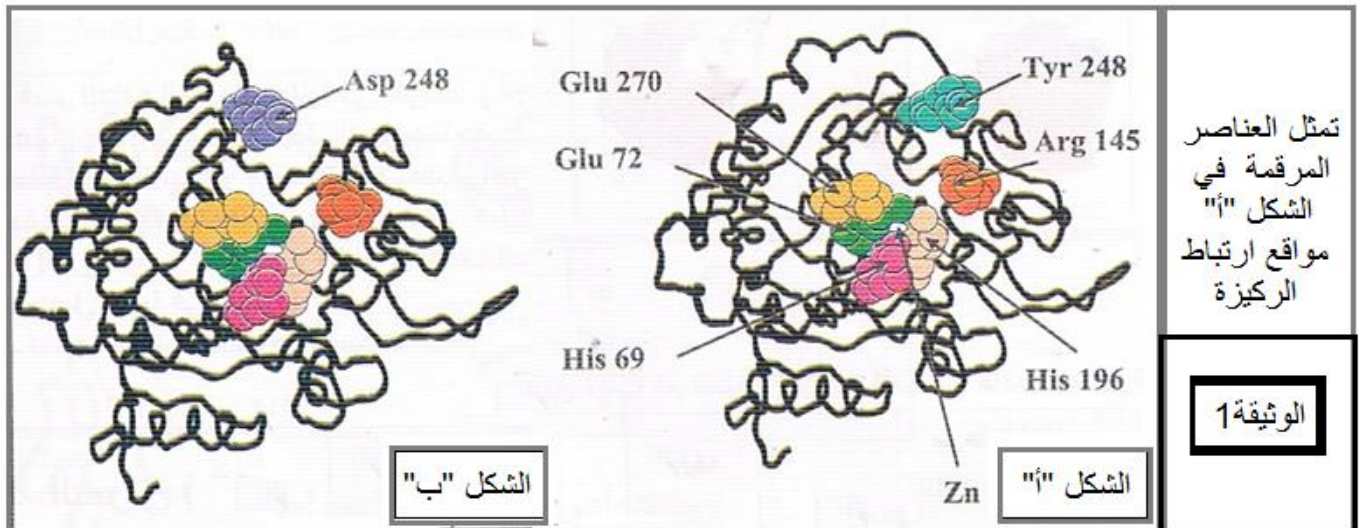 تمثل العناصر
المرقمة في
الشكل "أ"
مواقع ارتباط
الركيزة
الوثيقة1
Tyr 248
Arg 145
His 196
Zn
Glu 270
Glu 72
His 69
الشكل "أ"
Asp 248
الشكل "ب"